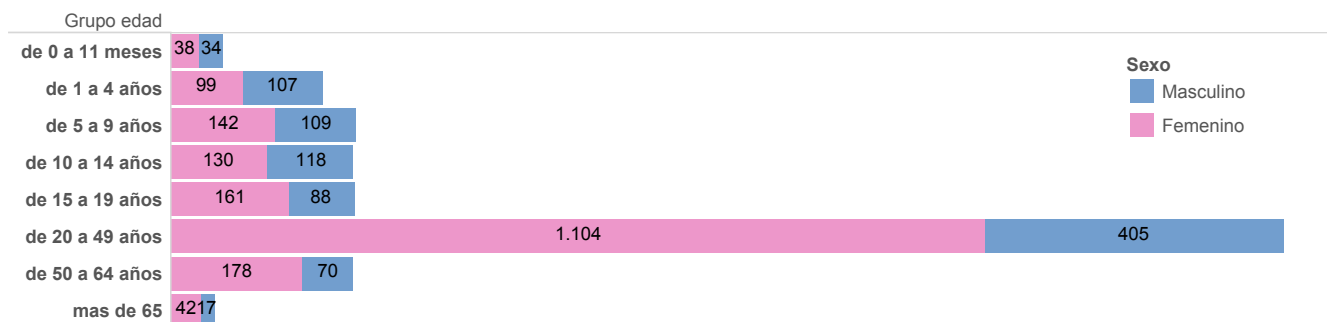 Grupo edad
de 0 a 11 meses 38 34
de 1 a 4 años 99 107
de 5 a 9 años 142 109
de 10 a 14 años 130 118
de 15 a 19 años 161 88
de 20 a 49 años 1.104 405
de 50 a 64 años 178 70
mas de 65 42 17
Sexo
Masculino
Femenino